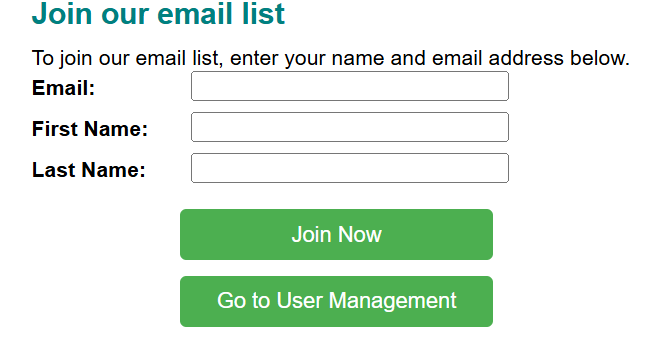 Join our email list
To join our email list, enter your name and email address below.
Email:
First Name:
Last Name:
Join Now
Go to User Management